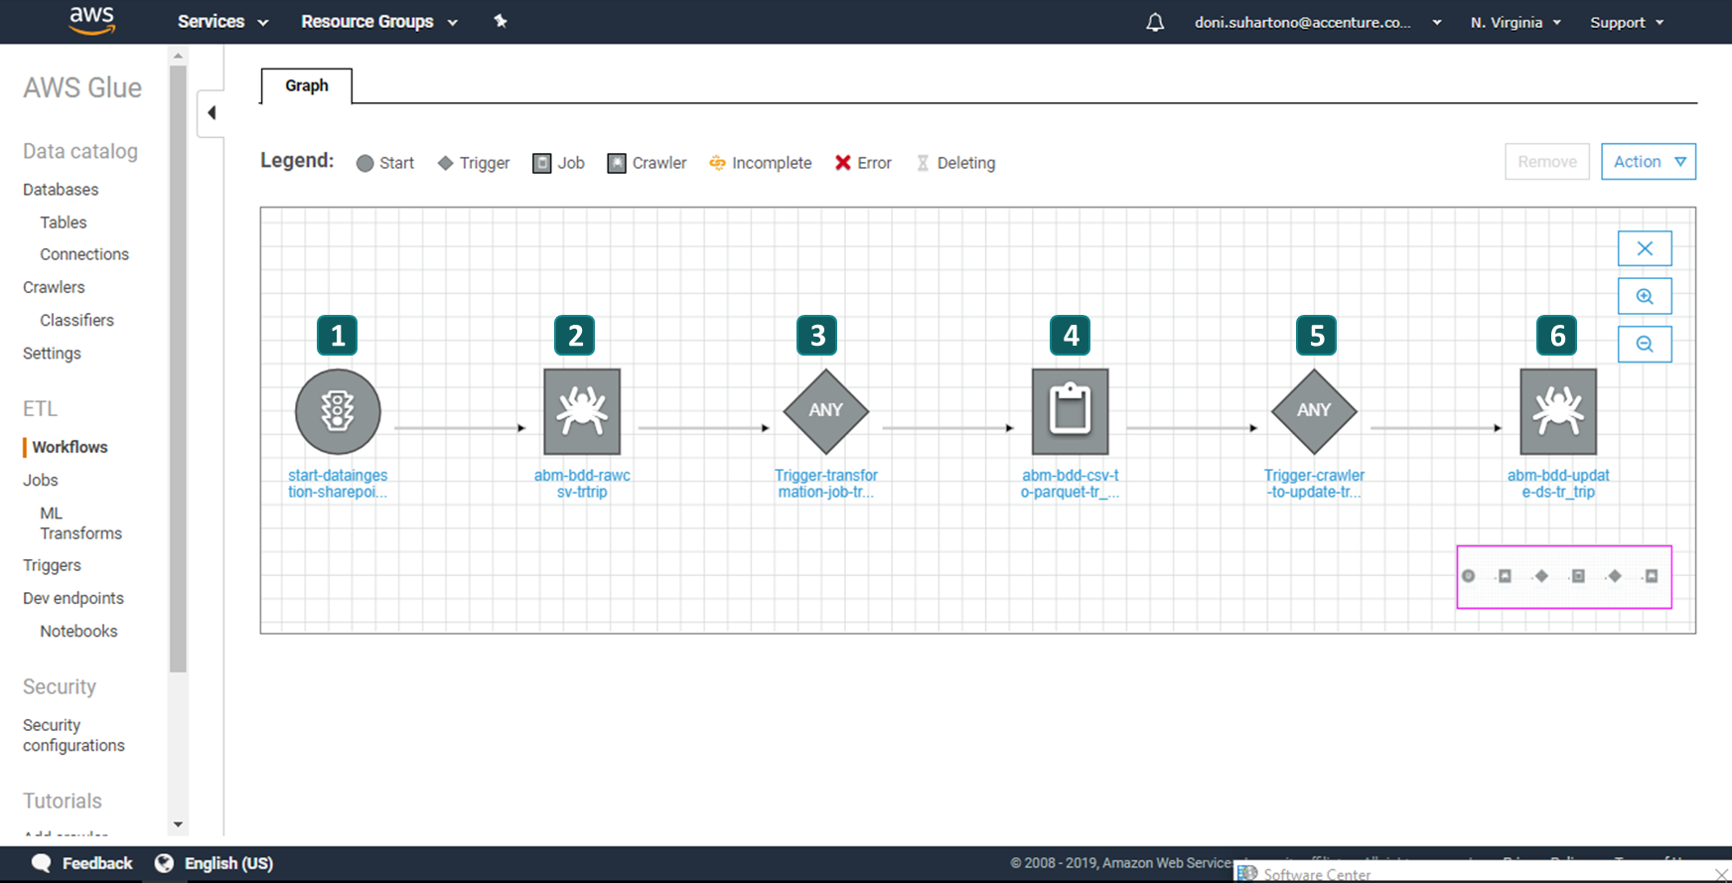 aws Services Resource Groups doni.suhartono@accenture.co... N. Virginia Support
AWS Glue
Data catalog
Databases
Tables
Connections
Crawlers
Classifiers
Settings
ETL
Workflows
Jobs
ML
Transforms
Triggers
Dev endpoints
Notebooks
Security
Security
configurations
Tutorials
Add crawler
Graph
Legend: Start Trigger Job Crawler Incomplete Error Deleting
Remove Action
1 2 3 4 5 6
ANY ANY
start-datainges
tion-sharepoi...
abm-bdd-rawc
sv-trtrip
Trigger-transfor
mation-job-tr...
abm-bdd-csv-t
o-parquet-tr_...
Trigger-crawler
-to-update-tr...
abm-bdd-updat
e-ds-tr_trip
Feedback English (US)
© 2008 - 2019, Amazon Web Service
Software Center